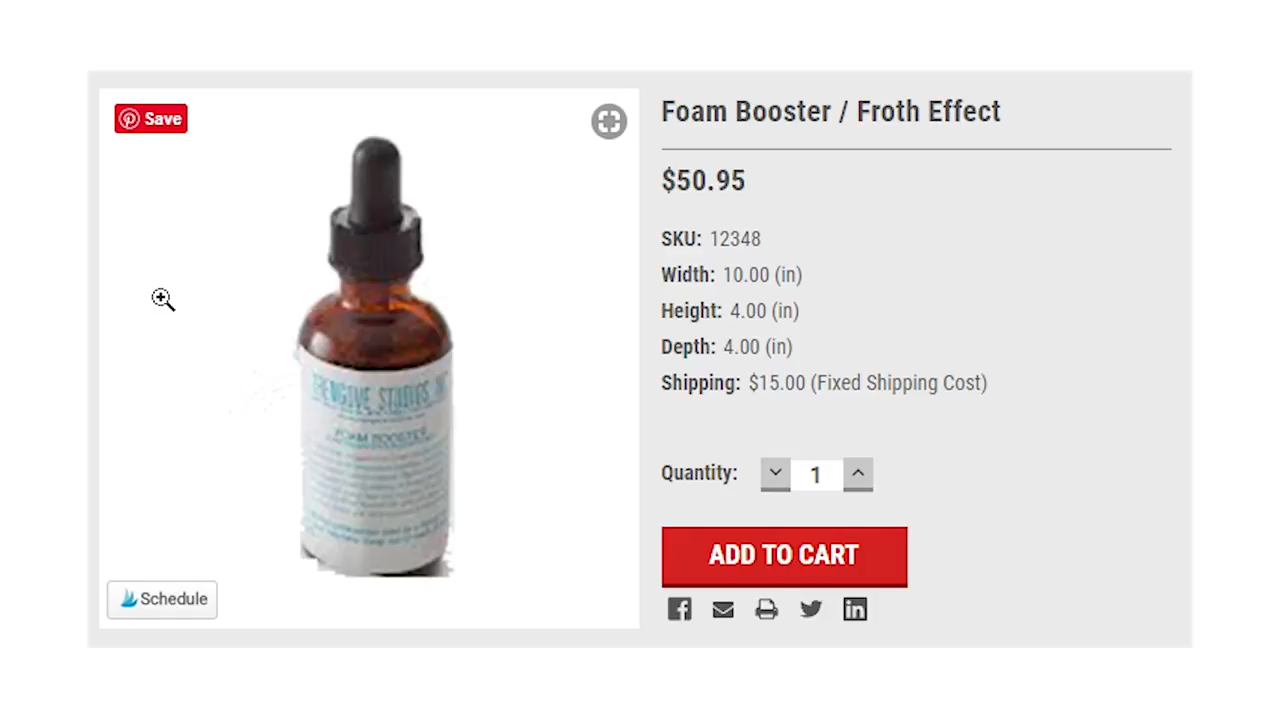 Save
Foam Booster / Froth Effect
$50.95
SKU: 12348
Width: 10.00 (in)
Height: 4.00 (in)
Depth: 4.00 (in)
Shipping: $15.00 (Fixed Shipping Cost)
FOAM BOOSTER
Quantity: 1
ADD TO CART
Schedule